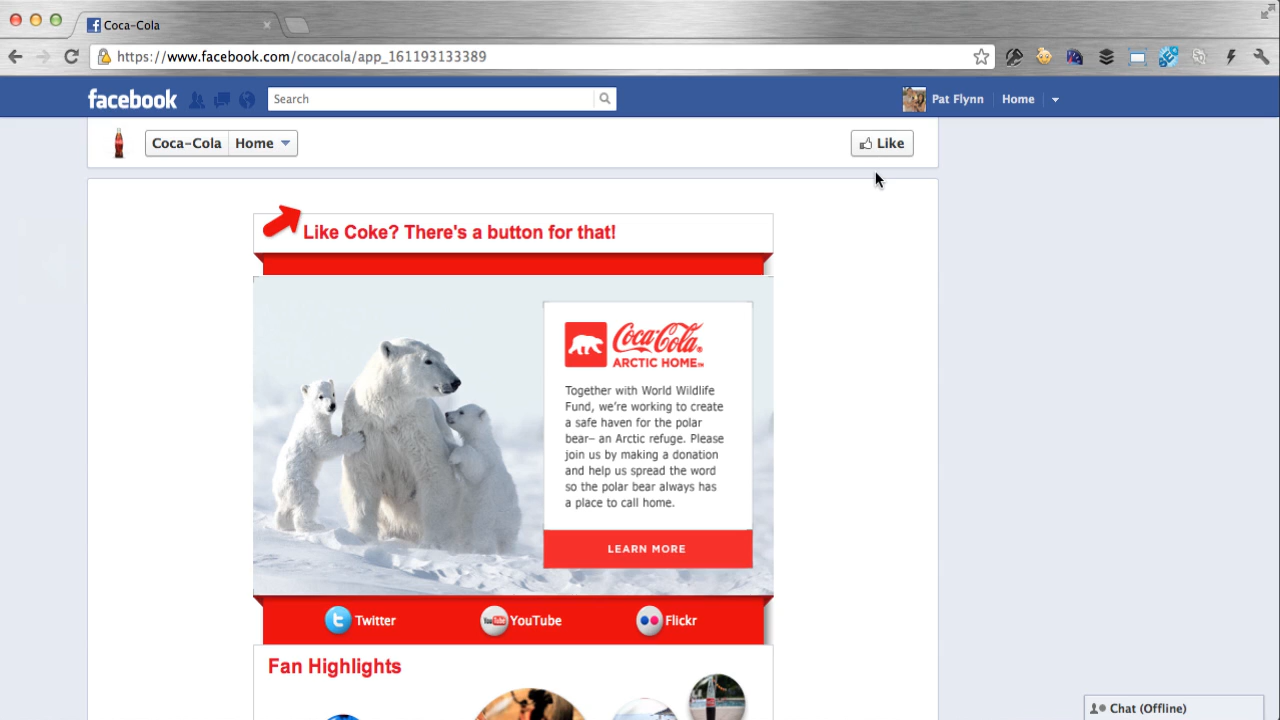 Coca-Cola
https://www.facebook.com/cocacola/app_161193133389
facebook
Search
Pat Flynn
Home
Coca-Cola
Home
Like
Like Coke? There's a button for that!
Coca-Cola®
ARCTIC HOME™
Together with World Wildlife
Fund, we're working to create
a safe haven for the polar
bear– an Arctic refuge. Please
join us by making a donation
and help us spread the word
so the polar bear always has
a place to call home.
LEARN MORE
Twitter
You Tube
YouTube
Flickr
Fan Highlights
Chat (Offline)